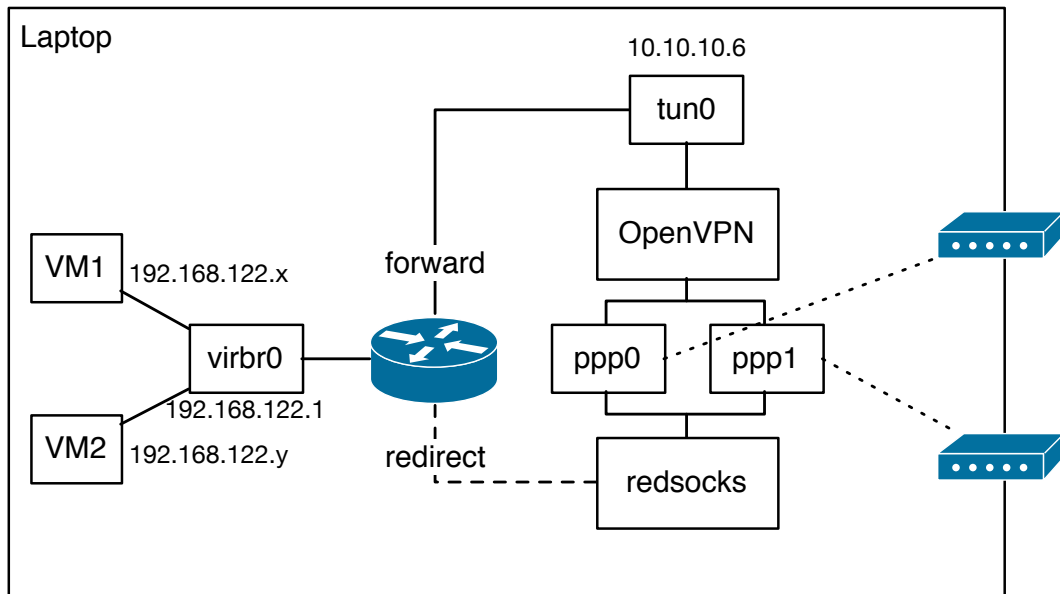 Laptop
10.10.10.6
tun0
OpenVPN
forward
VM1
192.168.122.x
virbr0
ppp0
ppp1
192.168.122.1
VM2
192.168.122.y
redirect
redsocks